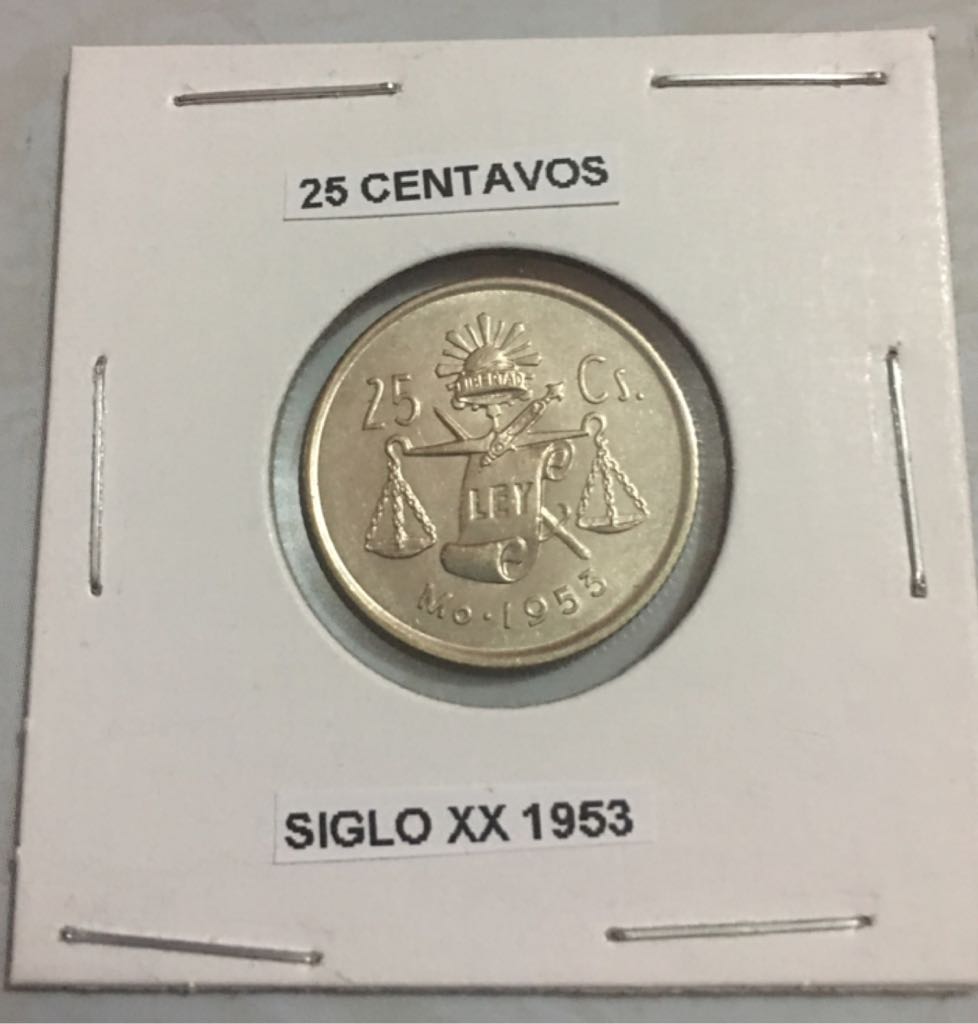 25 CENTAVOS
25 Cs.
LIBERTAD
LEY
Mo·1953
SIGLO XX 1953